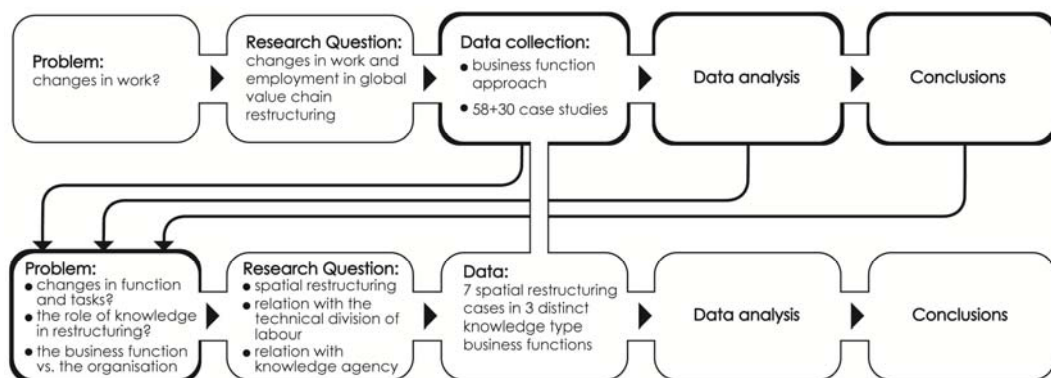 Problem:
changes in work?
Research Question:
changes in work and
employment in global
value chain
restructuring
Data collection:
● business function
approach
● 58+30 case studies
Data analysis
Conclusions
Problem:
● changes in function
and tasks?
● the role of knowledge
in restructuring?
● the business function
vs. the organisation
Research Question:
● spatial restructuring
● relation with the
technical division of
labour
● relation with
knowledge agency
Data:
7 spatial restructuring
cases in 3 distinct
knowledge type
business functions
Data analysis
Conclusions